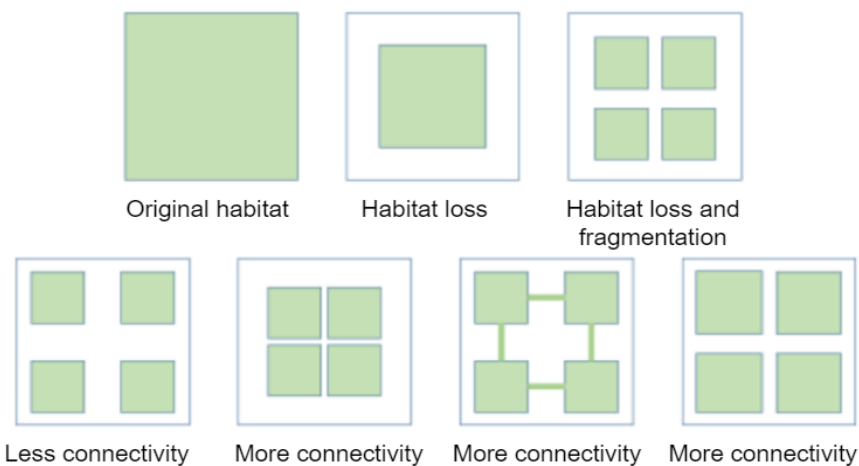 Original habitat
Habitat loss
Habitat loss and
fragmentation
Less connectivity
More connectivity
More connectivity
More connectivity